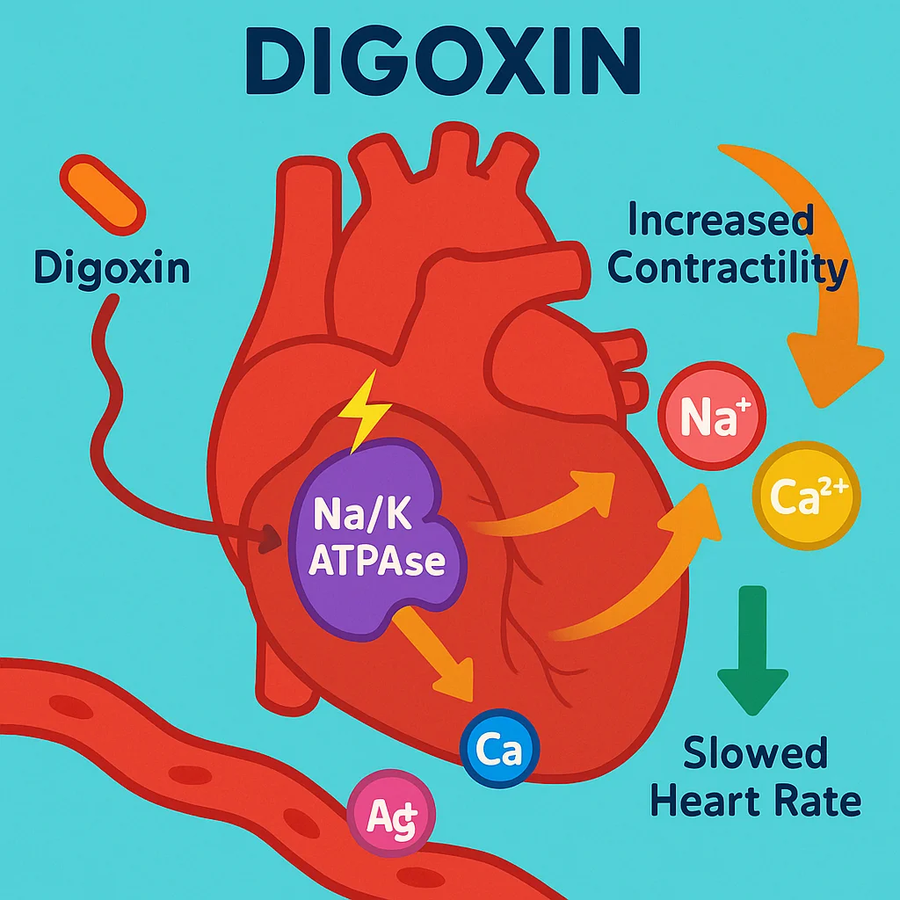 DIGOXIN
Digoxin
Increased
Contractility
Na⁺
Ca²⁺
Na/K
ATPAse
Ca
Slowed
Heart Rate